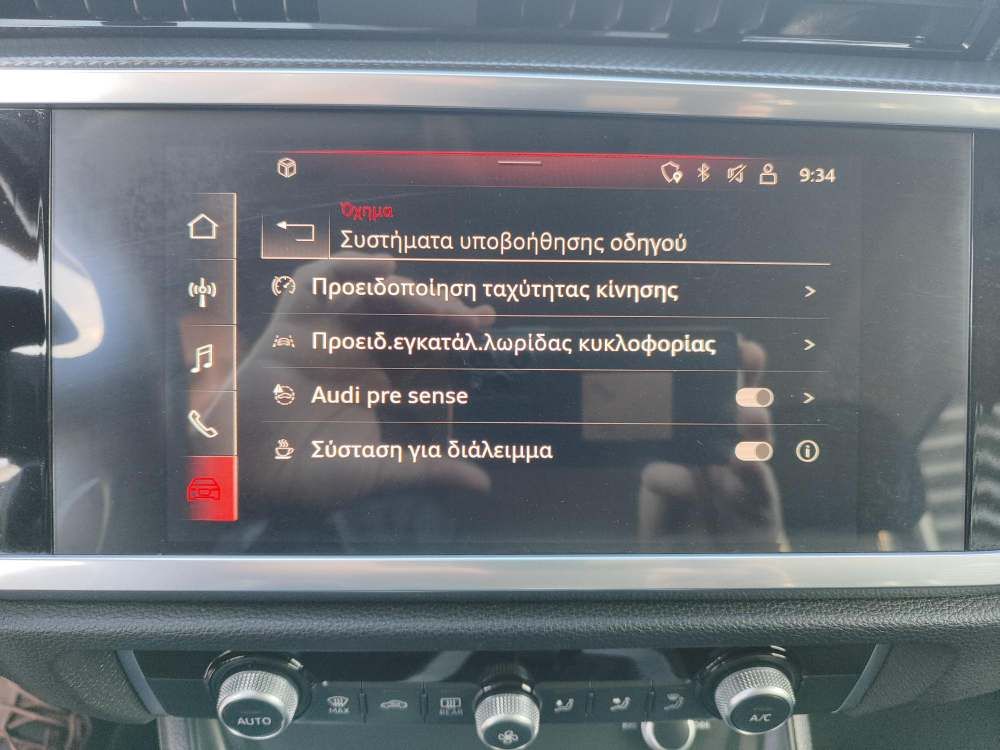 9:34
Όχημα
Συστήματα υποβοήθησης οδηγού
Προειδοποίηση ταχύτητας κίνησης
Προειδ.εγκατάλ.λωρίδας κυκλοφορίας
Audi pre sense
Σύσταση για διάλειμμα
AUTO
MAX
REAR
A/C